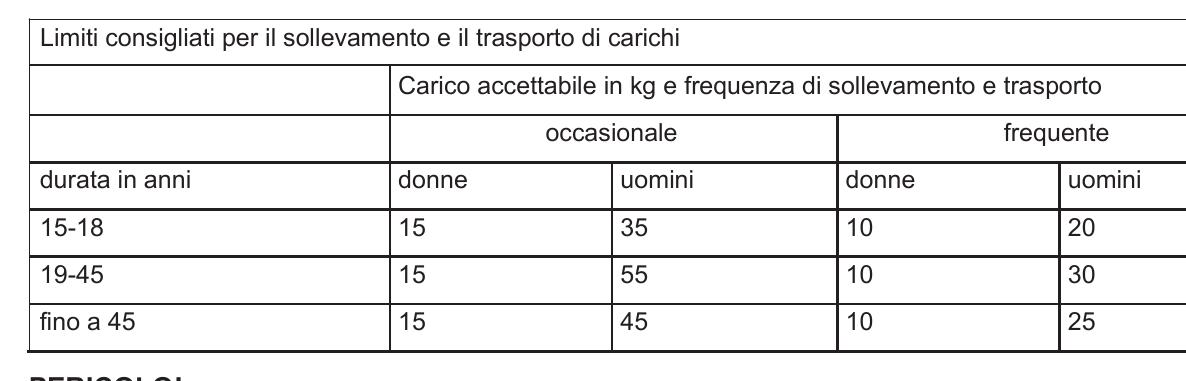 Limiti consigliati per il sollevamento e il trasporto di carichi
Carico accettabile in kg e frequenza di sollevamento e trasporto
occasionale frequente
durata in anni donne uomini donne uomini
15-18 15 35 10 20
19-45 15 55 10 30
fino a 45 15 45 10 25